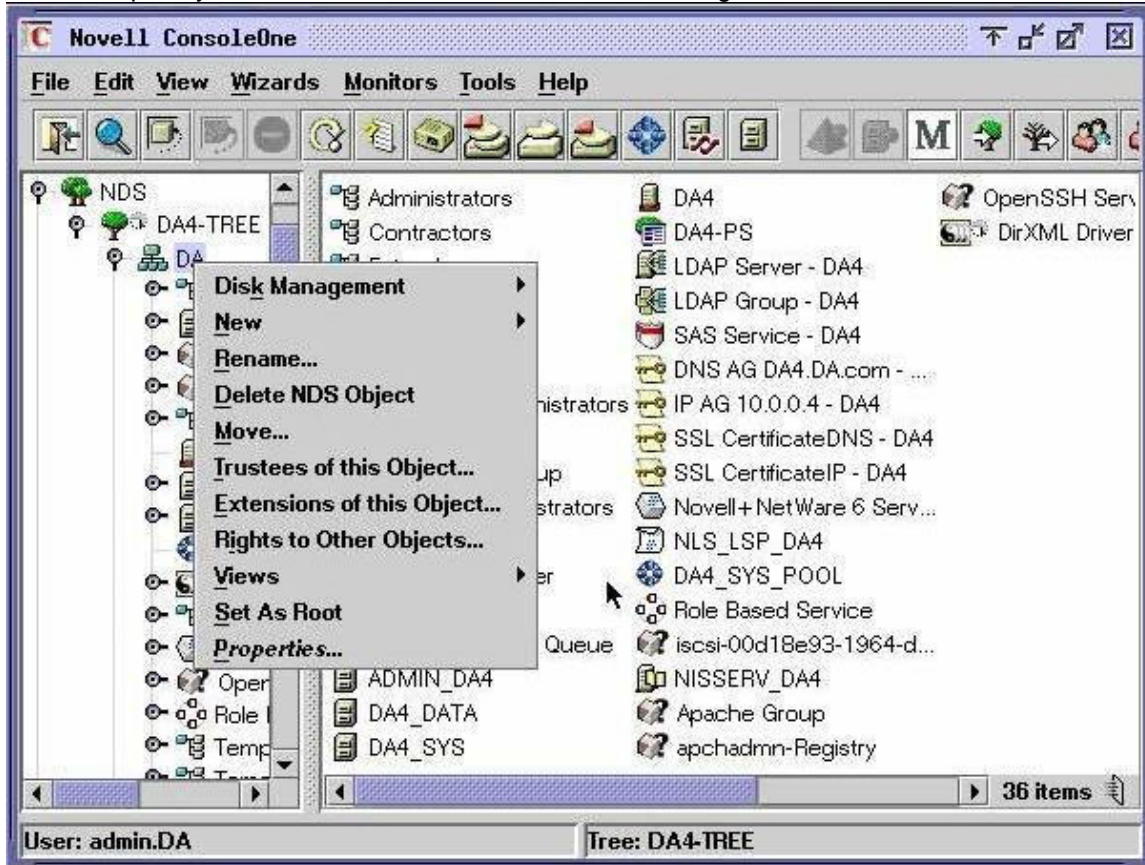 Novell ConsoleOne
File Edit View Wizards Monitors Tools Help
M
NDS
DA4-TREE
DA
Oper
Role
Temp
Disk Management
New
Rename...
Delete NDS Object
Move...
Trustees of this Object...
Extensions of this Object...
Rights to Other Objects...
Views
Set As Root
Properties...
Administrators
Contractors
nistrators
up
strators
er
Queue
ADMIN_DA4
DA4_DATA
DA4_SYS
DA4
DA4-PS
LDAP Server - DA4
LDAP Group - DA4
SAS Service - DA4
DNS AG DA4.DA.com - ...
IP AG 10.0.0.4 - DA4
SSL CertificateDNS - DA4
SSL CertificateIP - DA4
Novell+NetWare 6 Serv...
NLS_LSP_DA4
DA4_SYS_POOL
Role Based Service
iscsi-00d18e93-1964-d...
NISSERV_DA4
Apache Group
apchadmn-Registry
OpenSSH Serv
DirXML Driver
36 items
User: admin.DA
Tree: DA4-TREE